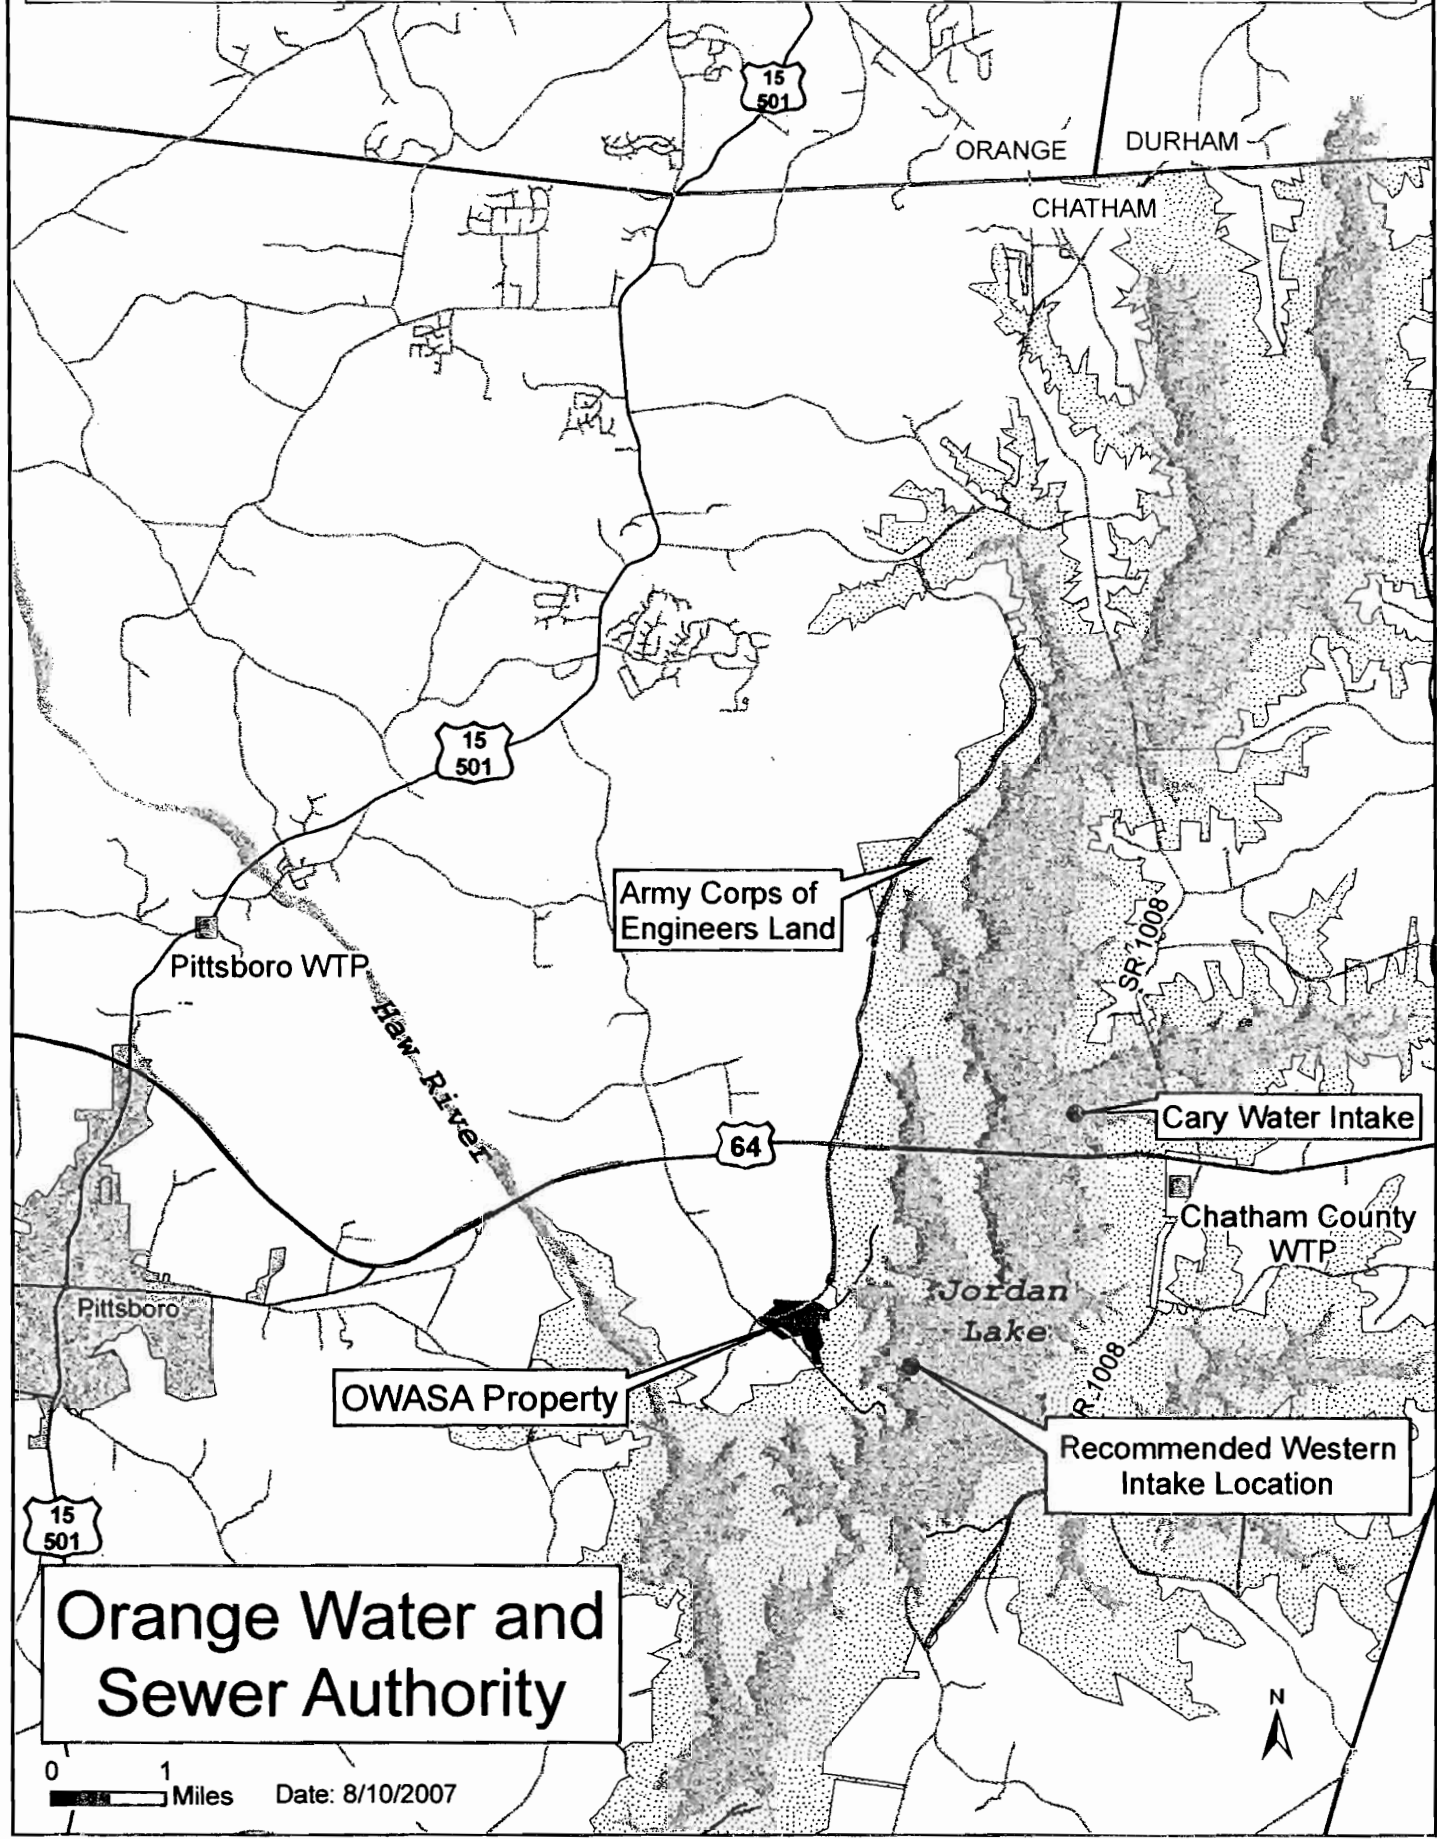 15
501
ORANGE
DURHAM
CHATHAM
15
501
Army Corps of
Engineers Land
SR 1008
Pittsboro WTP
Haw River
Cary Water Intake
64
Chatham County
WTP
Pittsboro
Jordan
Lake
OWASA Property
R 1008
Recommended Western
Intake Location
15
501
Orange Water and
Sewer Authority
N
0 1
Miles
Date: 8/10/2007